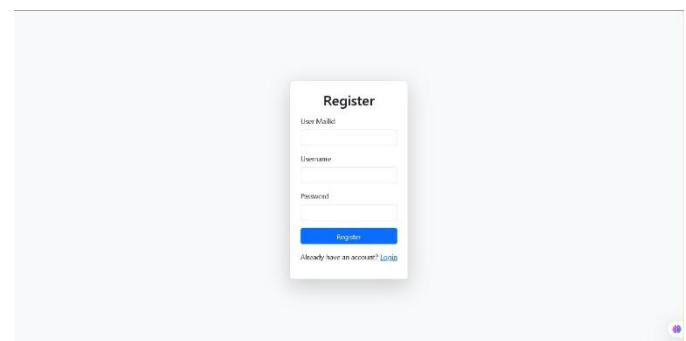 Register
User Mailid
Username
Password
Register
Already have an account? Login